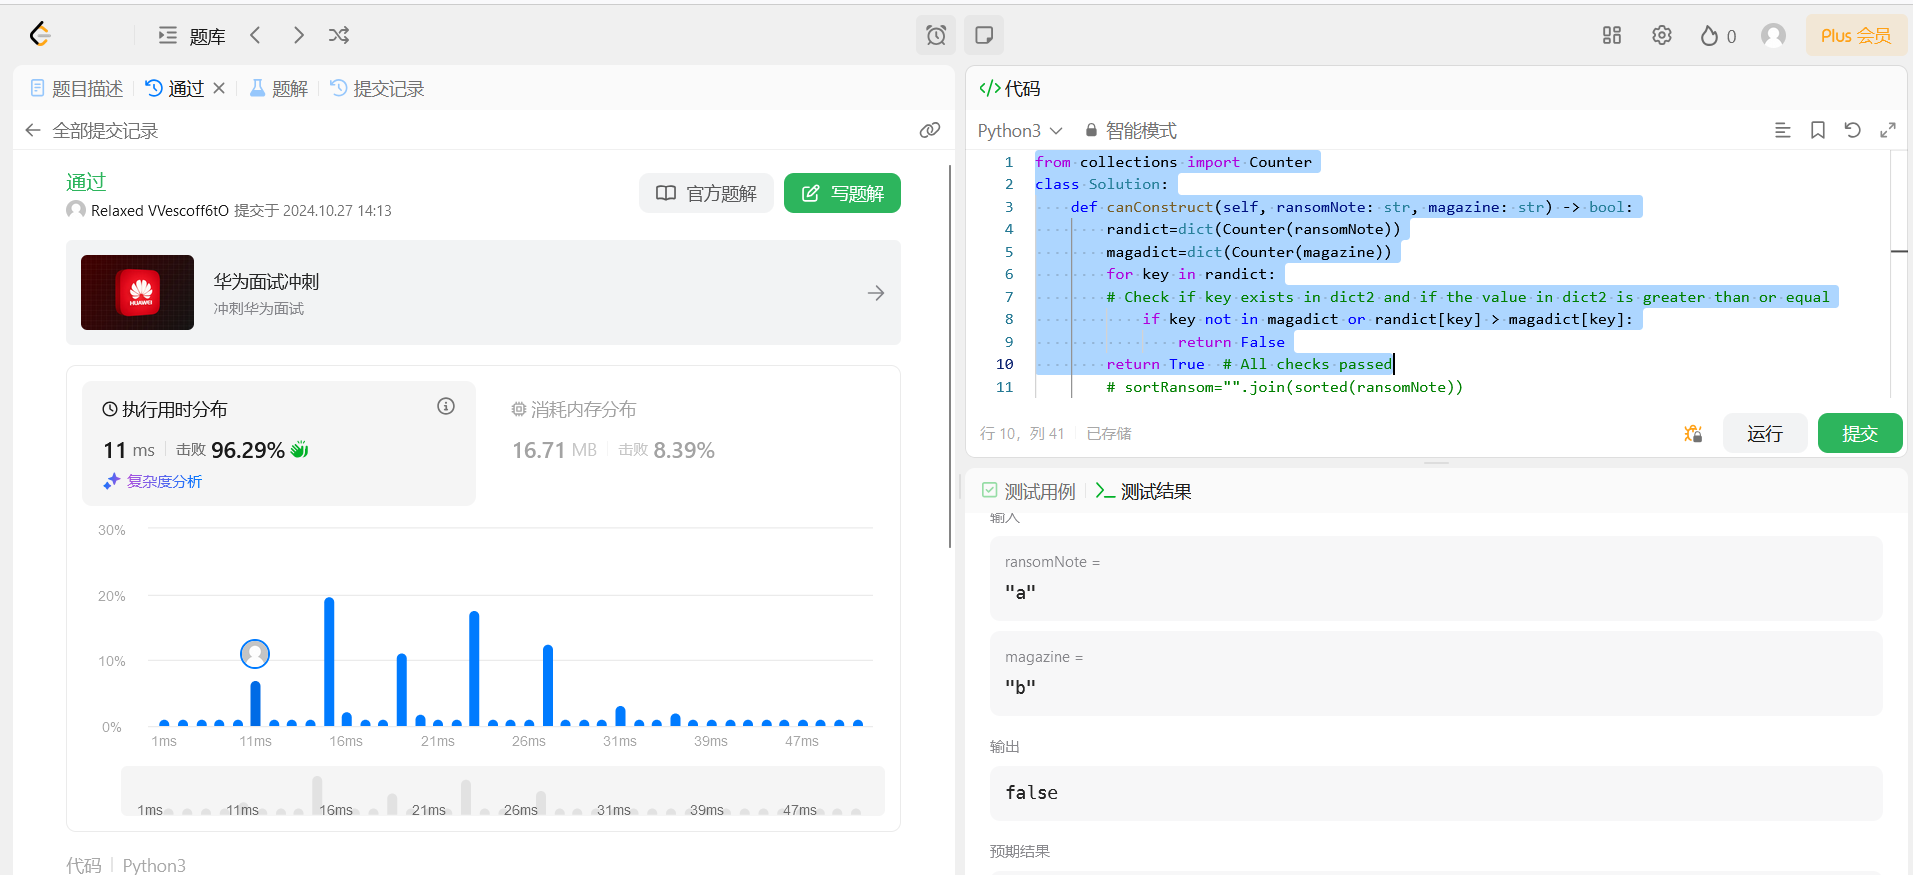 题库
0
Plus 会员
题目描述
通过
题解
提交记录
全部提交记录
通过
Relaxed VVescoff6tO 提交于 2024.10.27 14:13
官方题解
写题解
HUAWEI
华为面试冲刺
冲刺华为面试
执行用时分布
11 ms 击败 96.29%
复杂度分析
消耗内存分布
16.71 MB 击败 8.39%
30%
20%
10%
0%
1ms 11ms 16ms 21ms 26ms 31ms 39ms 47ms
1ms 11ms 16ms 21ms 26ms 31ms 39ms 47ms
代码 Python3
</>代码
Python3 智能模式
1 from collections import Counter
2 class Solution:
3 def canConstruct(self, ransomNote: str, magazine: str) -> bool:
4 randict=dict(Counter(ransomNote))
5 magadict=dict(Counter(magazine))
6 for key in randict:
7 # Check if key exists in dict2 and if the value in dict2 is greater than or equal
8 if key not in magadict or randict[key] > magadict[key]:
9 return False
10 return True # All checks passed
11 # sortRansom="".join(sorted(ransomNote))
行 10, 列 41 已存储
运行
提交
测试用例
测试结果
输入
ransomNote =
"a"
magazine =
"b"
输出
false
预期结果